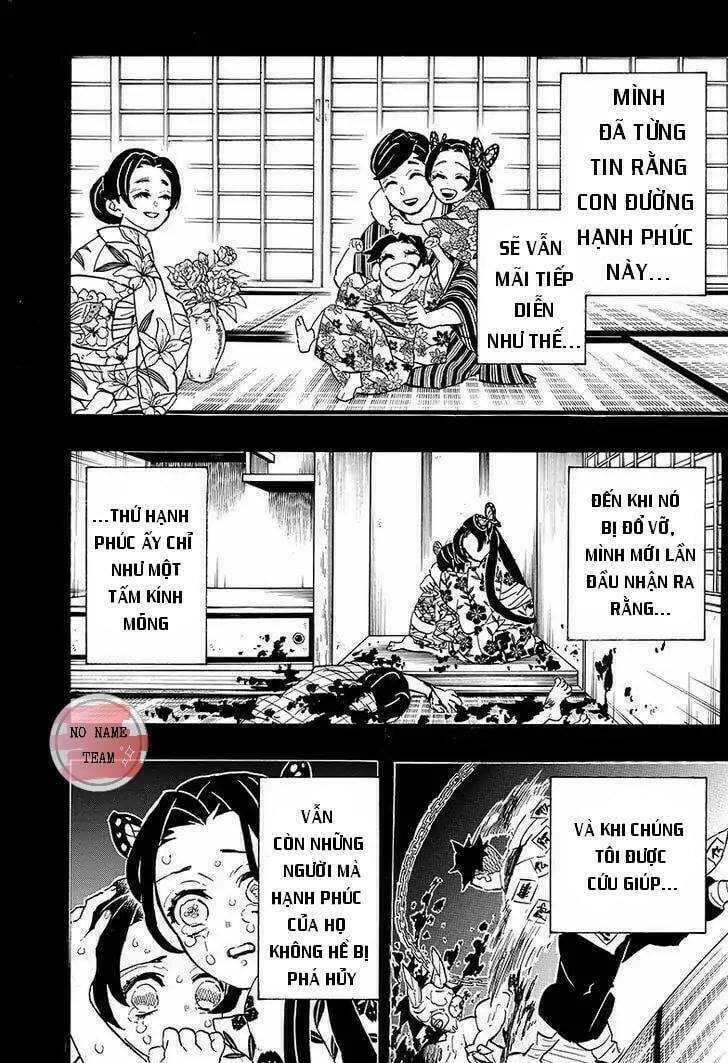 MÌNH
ĐÃ TỪNG
TIN RẰNG
CON ĐƯỜNG
HẠNH PHÚC
NÀY...
SẼ VẪN
MÃI TIẾP
DIỄN
NHƯ THẾ...
ĐẾN KHI NÓ
BỊ ĐỔ VỠ,
MÌNH MỚI LẦN
ĐẦU NHẬN RA
RẰNG...
...THỨ HẠNH
PHÚC ẤY CHỈ
NHƯ MỘT
TẤM KÍNH
MỎNG
NO NAME
TEAM
VÀ KHI CHÚNG
TÔI ĐƯỢC
CỨU GIÚP...
VẪN
CÒN NHỮNG
NGƯỜI MÀ
HẠNH PHÚC
CỦA HỌ
KHÔNG HỀ BỊ
PHÁ HỦY